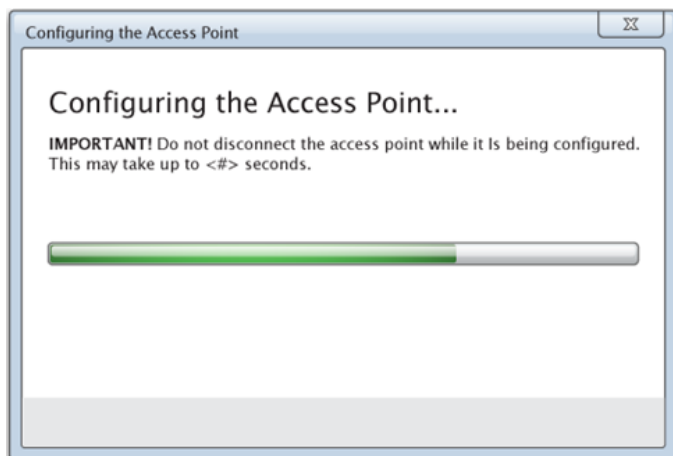 Configuring the Access Point
Configuring the Access Point...
IMPORTANT! Do not disconnect the access point while it Is being configured.
This may take up to <#> seconds.